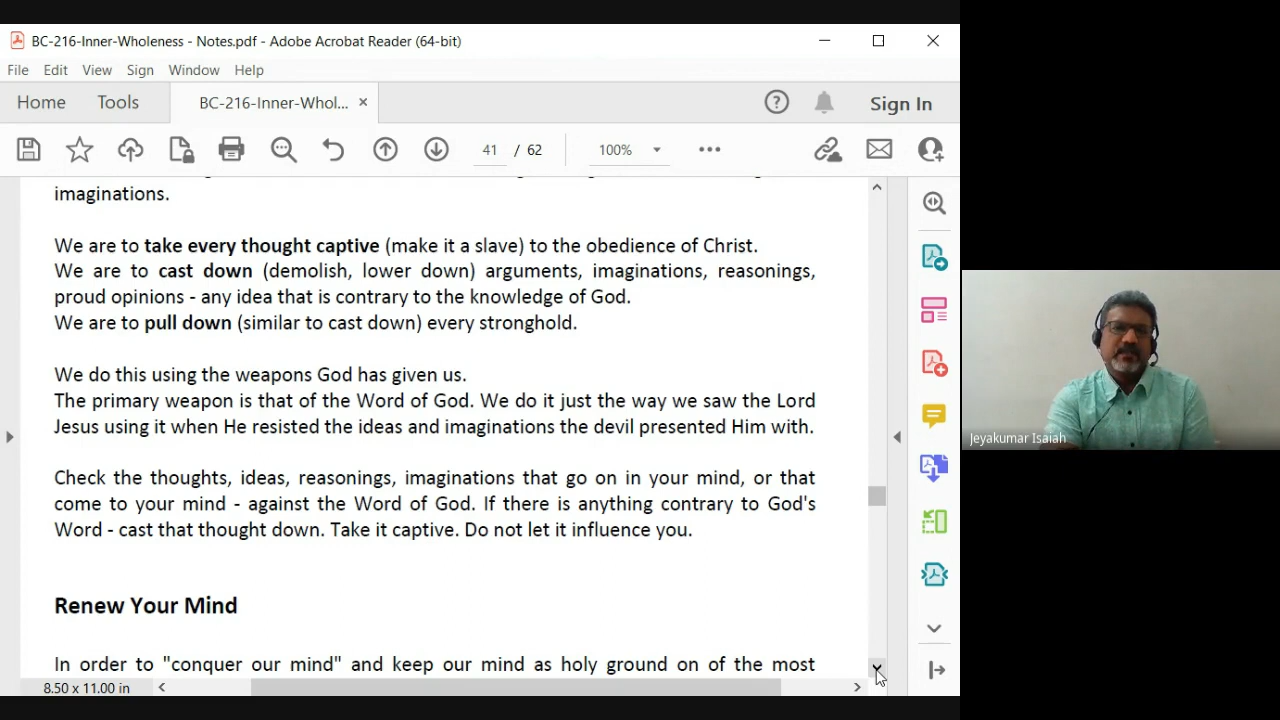 BC-216-Inner-Wholeness - Notes.pdf - Adobe Acrobat Reader (64-bit)
File Edit View Sign Window Help
Home Tools BC-216-Inner-Whol... × Sign In
41 / 62 100%
imaginations.
We are to take every thought captive (make it a slave) to the obedience of Christ.
We are to cast down (demolish, lower down) arguments, imaginations, reasonings,
proud opinions - any idea that is contrary to the knowledge of God.
We are to pull down (similar to cast down) every stronghold.
We do this using the weapons God has given us.
The primary weapon is that of the Word of God. We do it just the way we saw the Lord
Jesus using it when He resisted the ideas and imaginations the devil presented Him with.
Check the thoughts, ideas, reasonings, imaginations that go on in your mind, or that
come to your mind - against the Word of God. If there is anything contrary to God's
Word - cast that thought down. Take it captive. Do not let it influence you.
Renew Your Mind
In order to "conquer our mind" and keep our mind as holy ground on of the most
8.50 x 11.00 in
Jeyakumar Isaiah